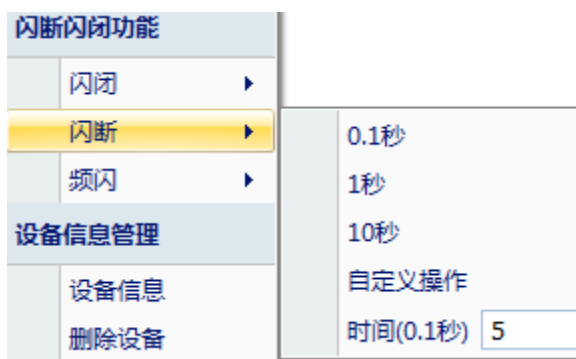 闪断闪闭功能
闪闭
闪断
频闪
设备信息管理
设备信息
删除设备
0.1秒
1秒
10秒
自定义操作
时间(0.1秒) 5